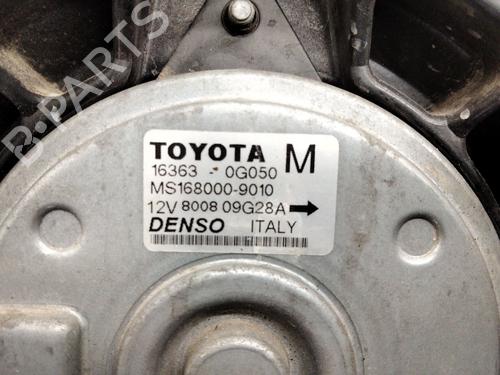 B-PARTS
TOYOTA M
16363 - 0G050
MS168000-9010
12V 8008 09G28A →
DENSO ITALY